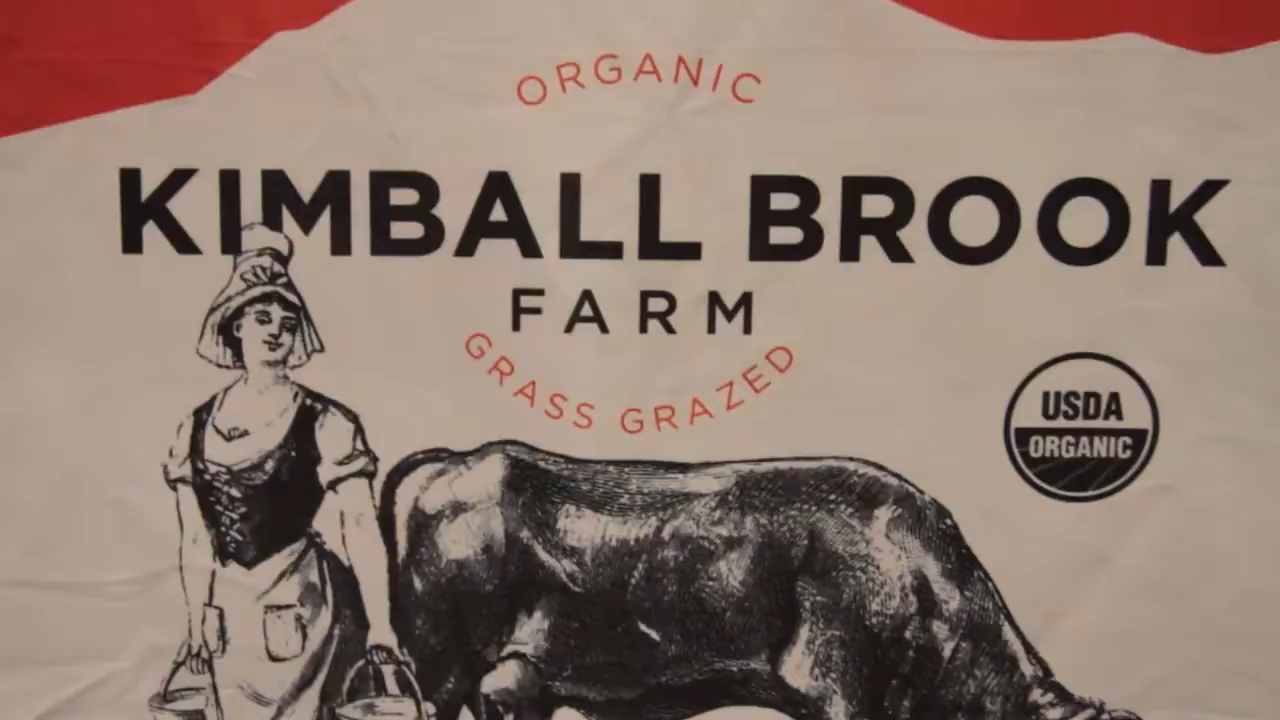 ORGANIC
KIMBALL BROOK
FARM
GRASS GRAZED
USDA
ORGANIC